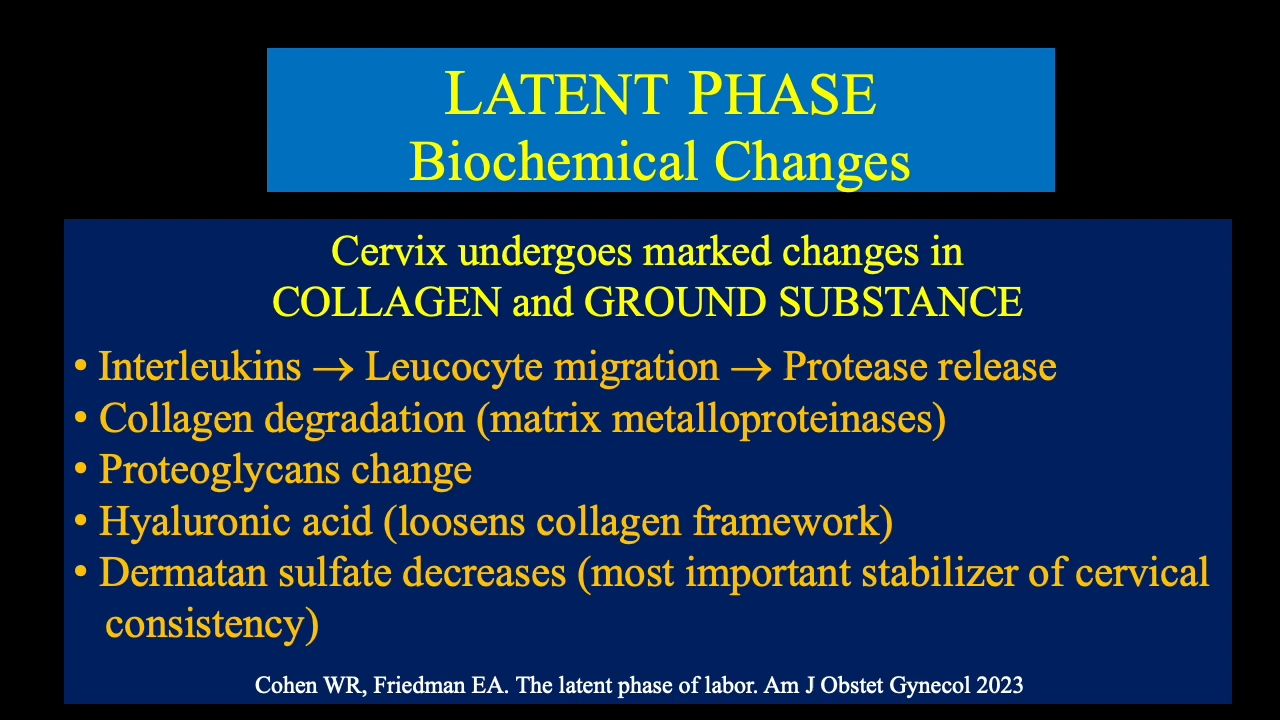 LATENT PHASE
Biochemical Changes
Cervix undergoes marked changes in
COLLAGEN and GROUND SUBSTANCE
• Interleukins → Leucocyte migration → Protease release
• Collagen degradation (matrix metalloproteinases)
• Proteoglycans change
• Hyaluronic acid (loosens collagen framework)
• Dermatan sulfate decreases (most important stabilizer of cervical
consistency)
Cohen WR, Friedman EA. The latent phase of labor. Am J Obstet Gynecol 2023